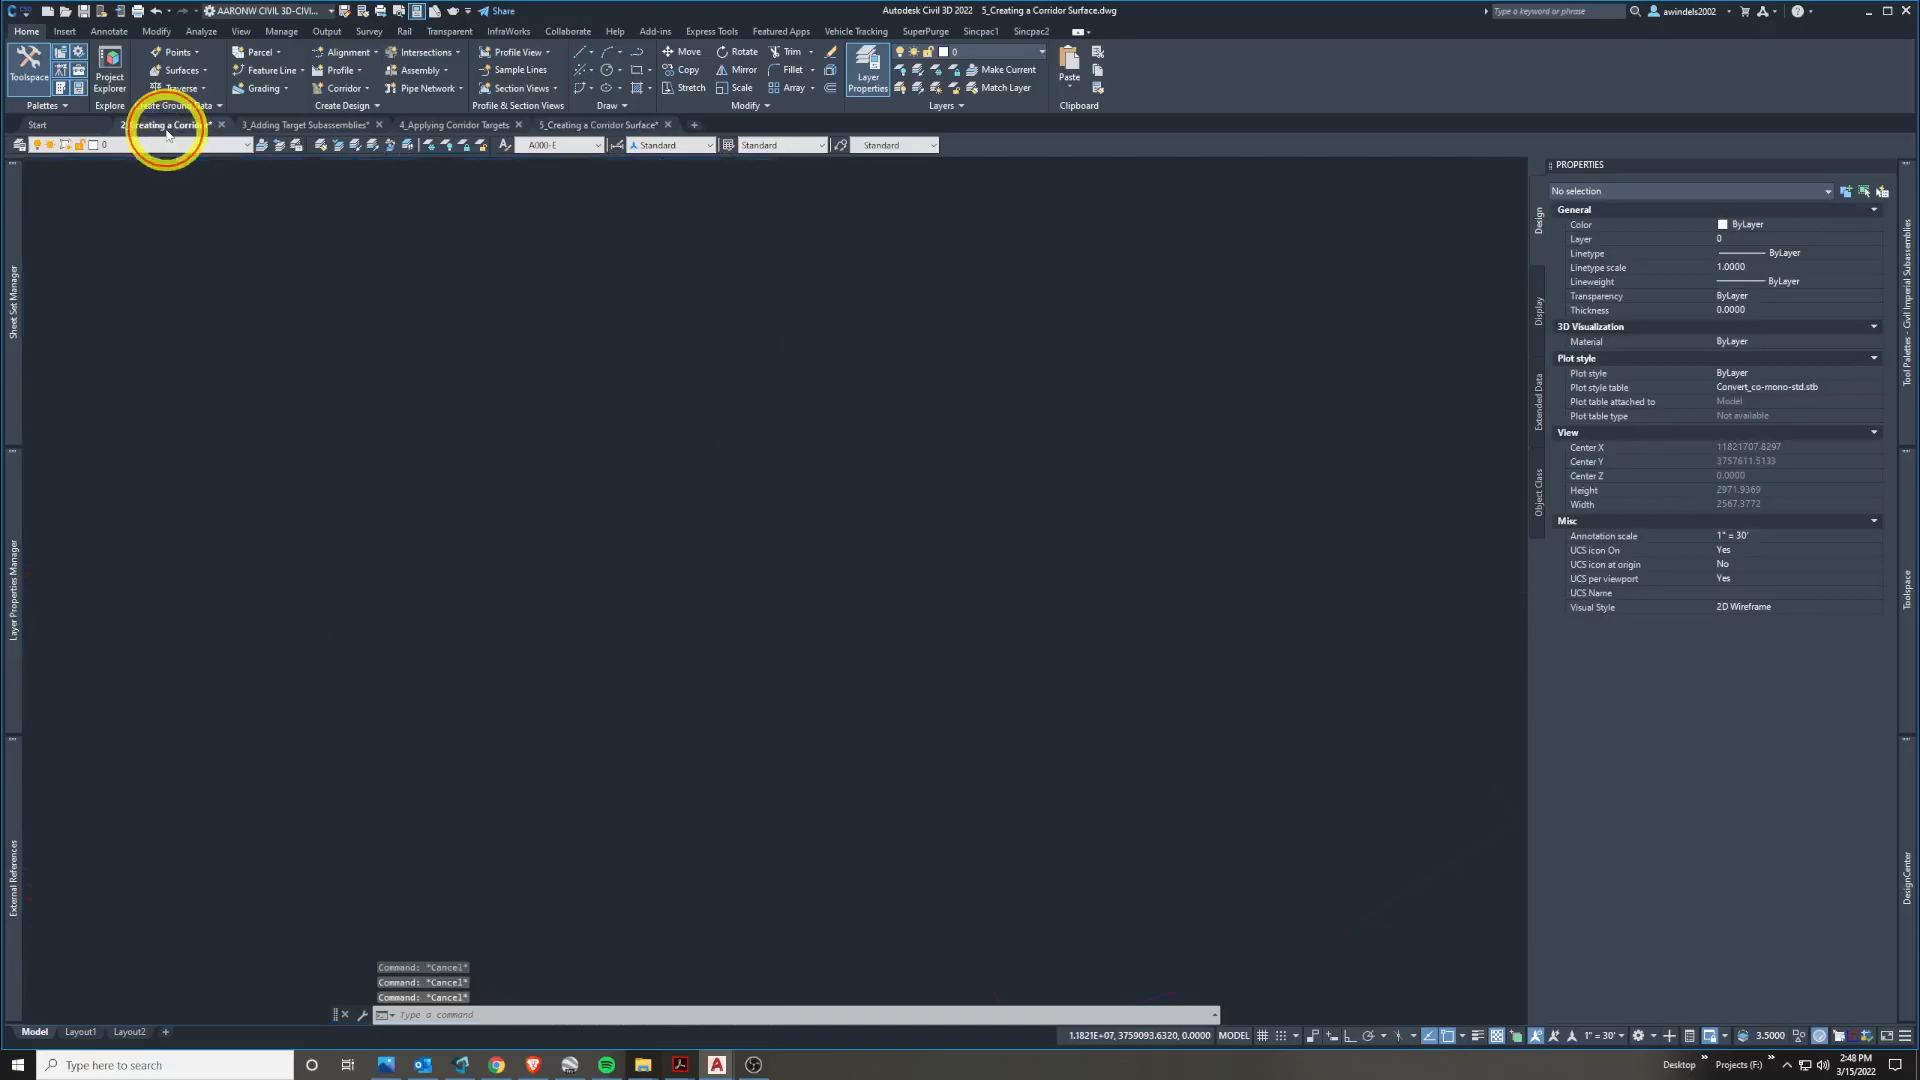 AARONW CIVIL 3D-CIVI...
Share
Autodesk Civil 3D 2022 5_Creating a Corridor Surface.dwg
Type a keyword or phrase
awindels2002
Home Insert Annotate Modify Analyze View Manage Output Survey Rail Transparent InfraWorks Collaborate Help Add-ins Express Tools Featured Apps Vehicle Tracking SuperPurge Sincpac1 Sincpac2
Toolspace
Project
Explorer
Points
Surfaces
Traverse
Parcel
Feature Line
Grading
Alignment
Profile
Corridor
Intersections
Assembly
Pipe Network
Profile View
Sample Lines
Section Views
Move
Copy
Stretch
Rotate
Mirror
Scale
Trim
Fillet
Array
Layer
Properties
0
Make Current
Match Layer
Paste
Palettes
Explore
Create Design
Profile & Section Views
Draw
Modify
Layers
Clipboard
Start
3_Adding Target Subassemblies*
4_Applying Corridor Targets
5_Creating a Corridor Surface*
0
A000-E
Standard
Standard
Standard
Sheet Set Manager
Layer Properties Manager
External References
PROPERTIES
No selection
General
Color ByLayer
Layer 0
Linetype ByLayer
Linetype scale 1.0000
Lineweight ByLayer
Transparency ByLayer
Thickness 0.0000
3D Visualization
Material ByLayer
Plot style
Plot style ByLayer
Plot style table Convert_co-mono-std.stb
Plot table attached to Model
Plot table type Not available
View
Center X 11821707.8297
Center Y 3757611.5133
Center Z 0.0000
Height 2971.9369
Width 2567.3772
Misc
Annotation scale 1" = 30'
UCS icon On Yes
UCS icon at origin No
UCS per viewport Yes
UCS Name
Visual Style 2D Wireframe
Design
Display
Extended Data
Object Class
Tool Palettes - Civil Imperial Subassemblies
Toolspace
DesignCenter
Command: *Cancel*
Command: *Cancel*
Command: *Cancel*
Type a command
Model Layout1 Layout2
1.1821E+07, 3759093.6320, 0.0000 MODEL
1" = 30'
3.5000
Type here to search
Desktop
Projects (F:)
2:48 PM
3/15/2022